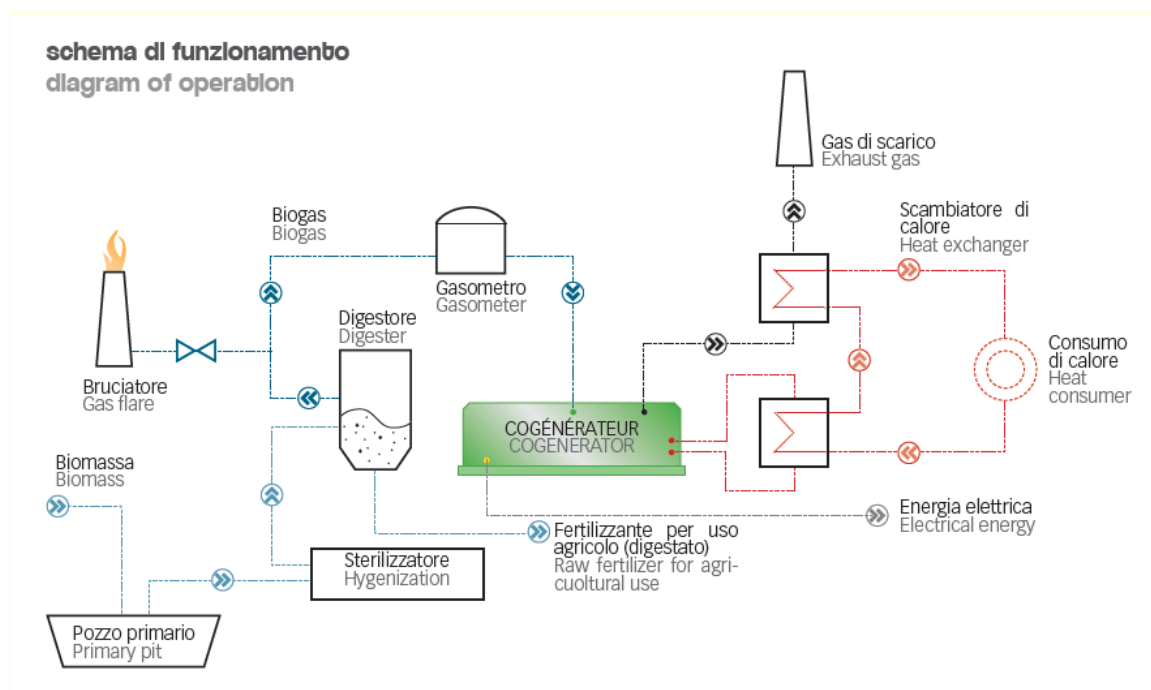 schema di funzionamento
diagram of operation
Gas di scarico
Exhaust gas
Biogas
Biogas
Scambiatore di
calore
Heat exchanger
Gasometro
Gasometer
Digestore
Digester
Bruciatore
Gas flare
Consumo
di calore
Heat
consumer
COGÉNÉRATEUR
COGENERATOR
Biomassa
Biomass
Energia elettrica
Electrical energy
Fertilizzante per uso
agricolo (digestato)
Raw fertilizer for agri-
cuoltural use
Sterilizzatore
Hygenization
Pozzo primario
Primary pit